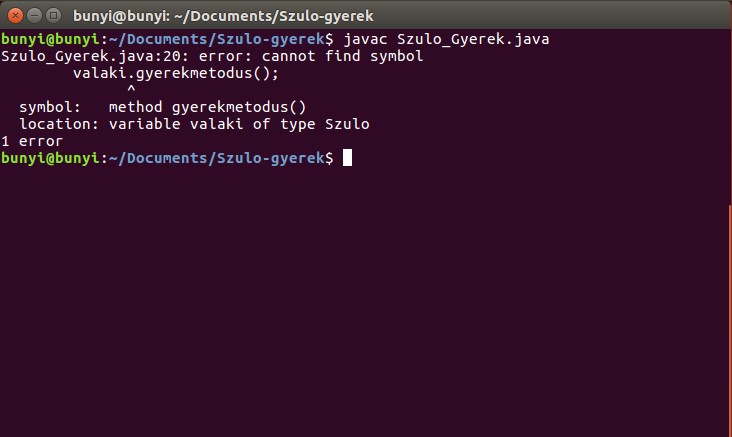 bunyi@bunyi: ~/Documents/Szulo-gyerek
bunyi@bunyi:~/Documents/Szulo-gyerek$ javac Szulo_Gyerek.java
Szulo_Gyerek.java:20: error: cannot find symbol
        valaki.gyerekmetodus();
              ^
  symbol:   method gyerekmetodus()
  location: variable valaki of type Szulo
1 error
bunyi@bunyi:~/Documents/Szulo-gyerek$